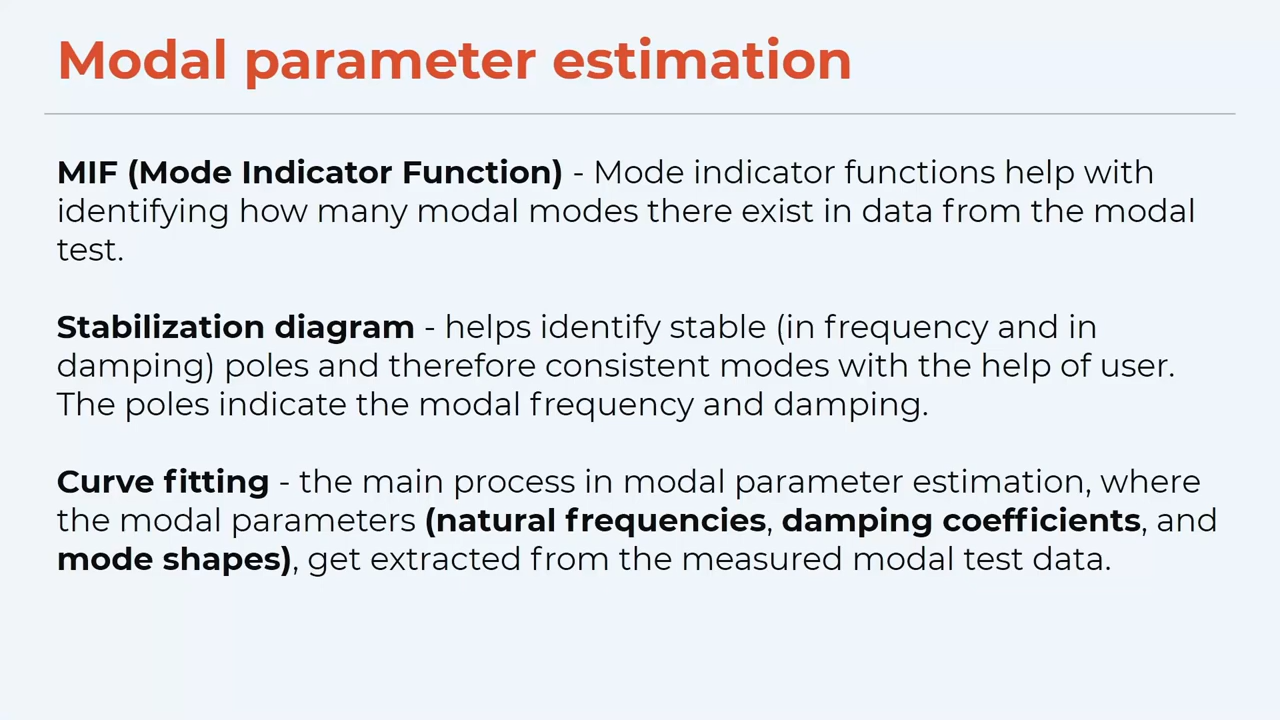 Modal parameter estimation
MIF (Mode Indicator Function) - Mode indicator functions help with
identifying how many modal modes there exist in data from the modal
test.
Stabilization diagram - helps identify stable (in frequency and in
damping) poles and therefore consistent modes with the help of user.
The poles indicate the modal frequency and damping.
Curve fitting - the main process in modal parameter estimation, where
the modal parameters (natural frequencies, damping coefficients, and
mode shapes), get extracted from the measured modal test data.